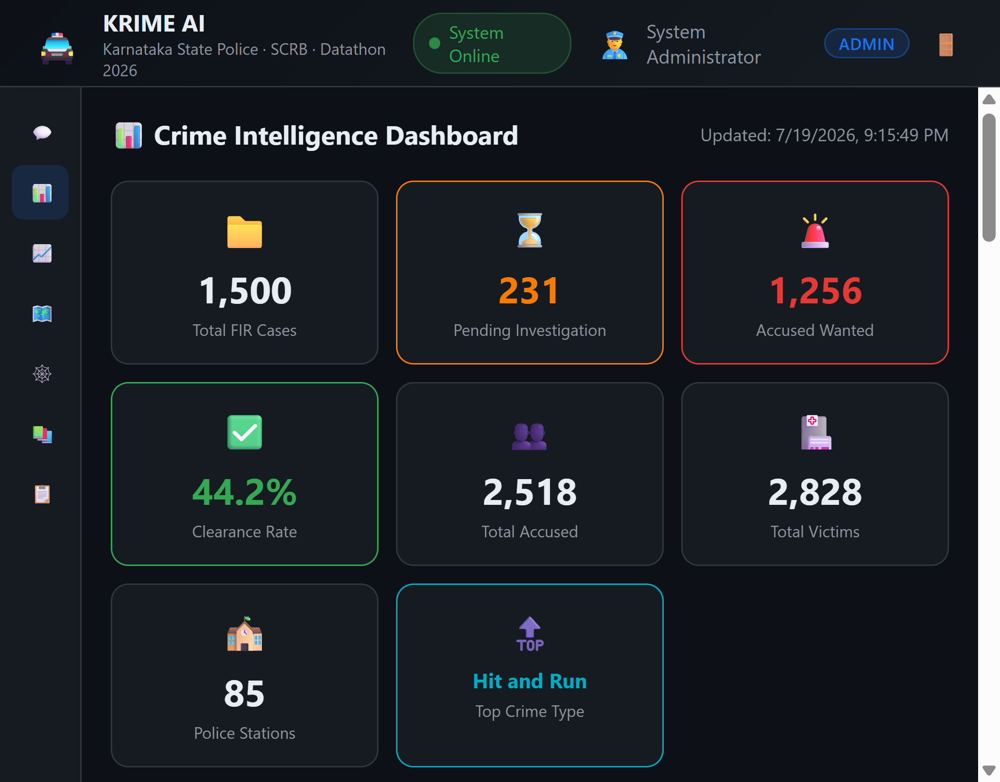 KRIME AI
Karnataka State Police · SCRB · Datathon
2026
System
Online
System
Administrator
ADMIN
Crime Intelligence Dashboard
Updated: 7/19/2026, 9:15:49 PM
1,500
Total FIR Cases
231
Pending Investigation
1,256
Accused Wanted
44.2%
Clearance Rate
2,518
Total Accused
2,828
Total Victims
85
Police Stations
TOP
Hit and Run
Top Crime Type